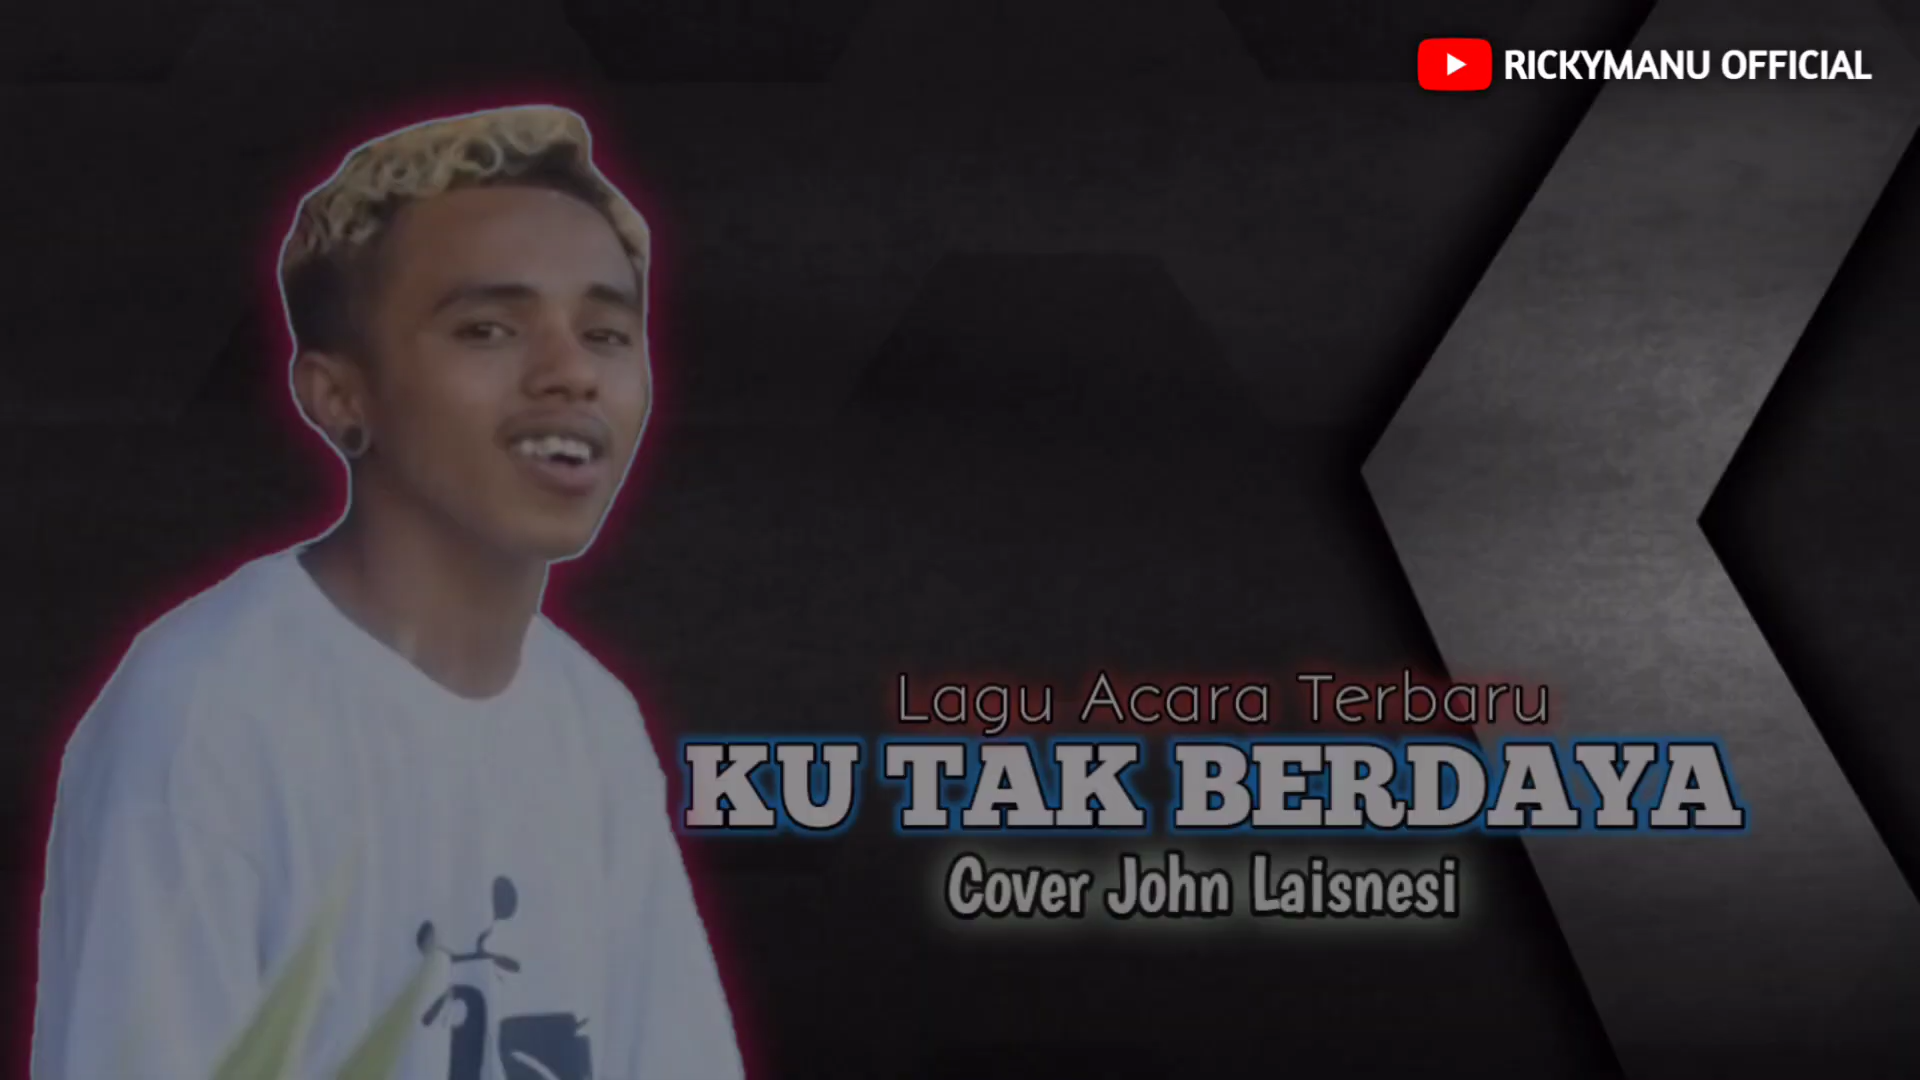 RICKYMANU OFFICIAL
Lagu Acara Terbaru
KU TAK BERDAYA
Cover John Laisnesi